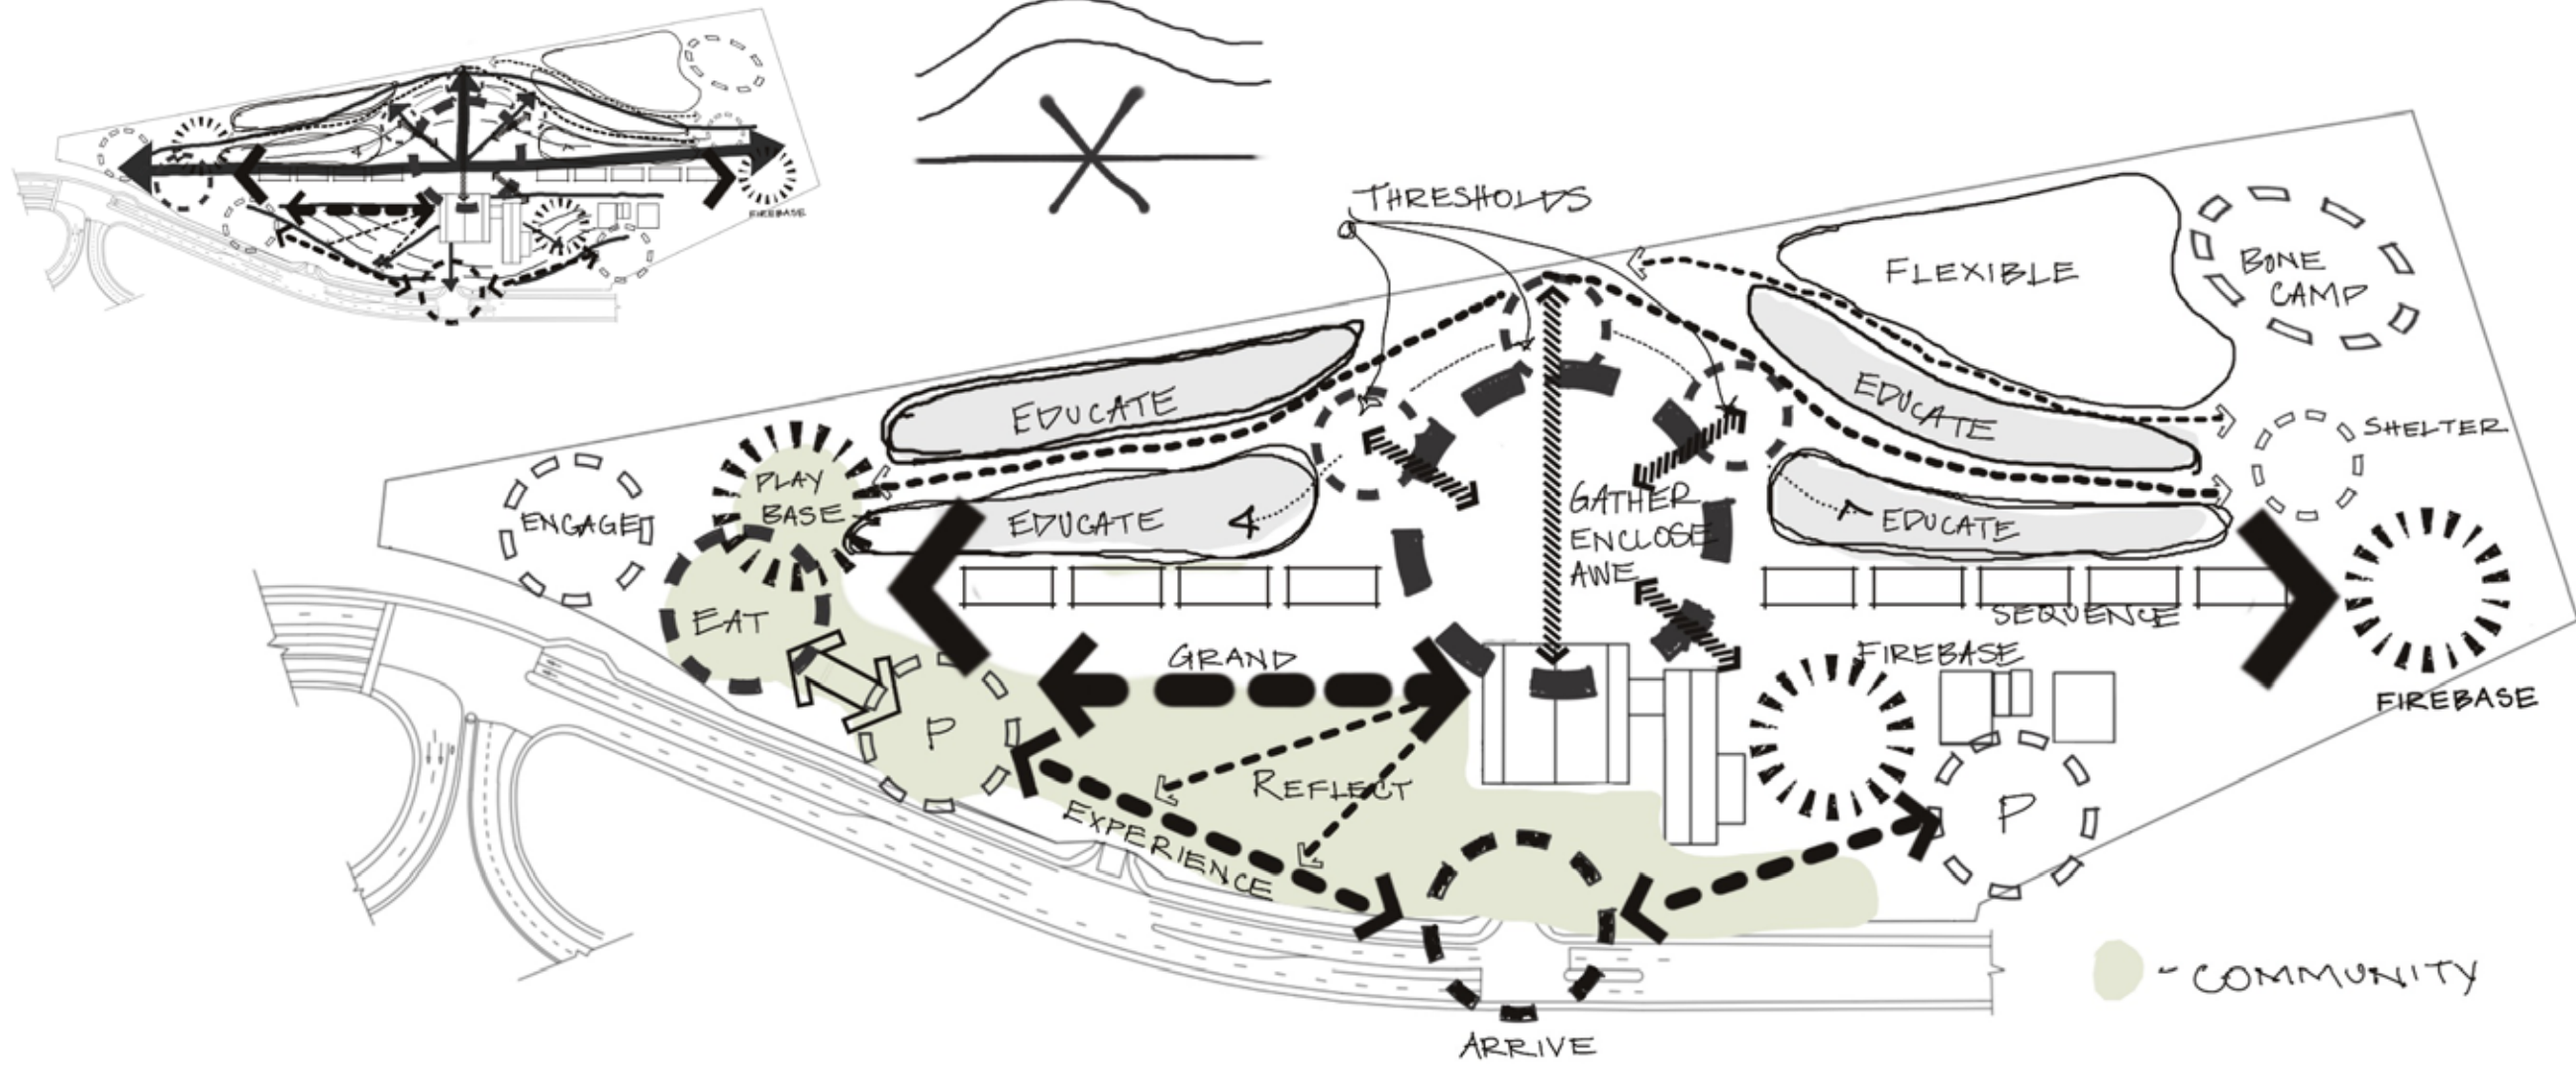 FIREBASE
THRESHOLDS
FLEXIBLE
BONE
CAMP
EDUCATE
EDUCATE
SHELTER
PLAY
BASE
ENGAGE
EDUCATE
GATHER
ENCLOSE
AWE
EDUCATE
EAT
SEQUENCE
GRAND
FIREBASE
FIREBASE
P
REFLECT
P
EXPERIENCE
- COMMUNITY
ARRIVE